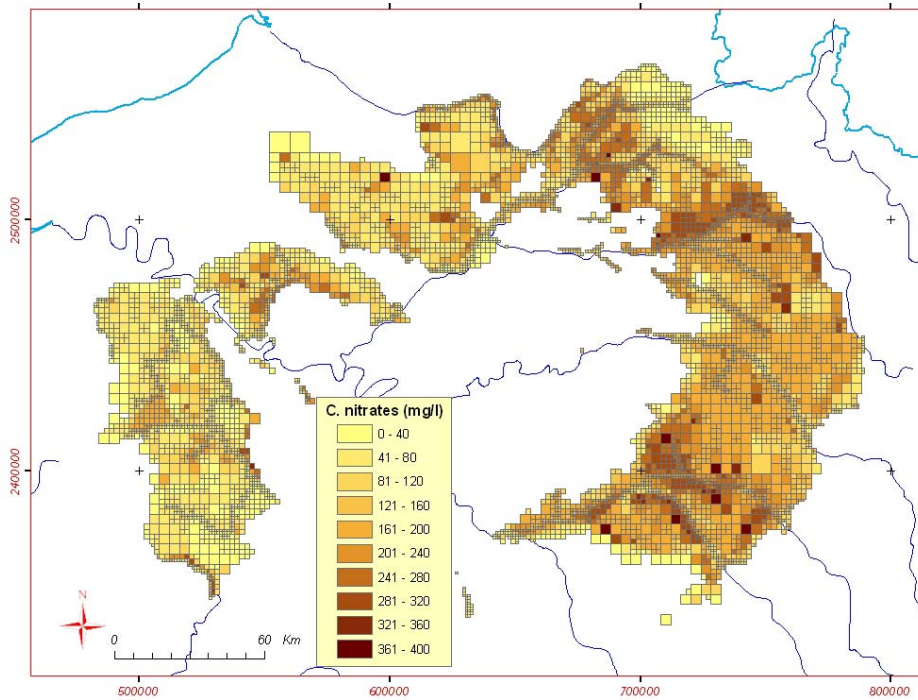 2500000
2400000
C. nitrates (mg/l)
0 - 40
41 - 80
81 - 120
121 - 160
161 - 200
201 - 240
241 - 280
281 - 320
321 - 360
361 - 400
N
0 60 Km
500000 600000 700000 800000